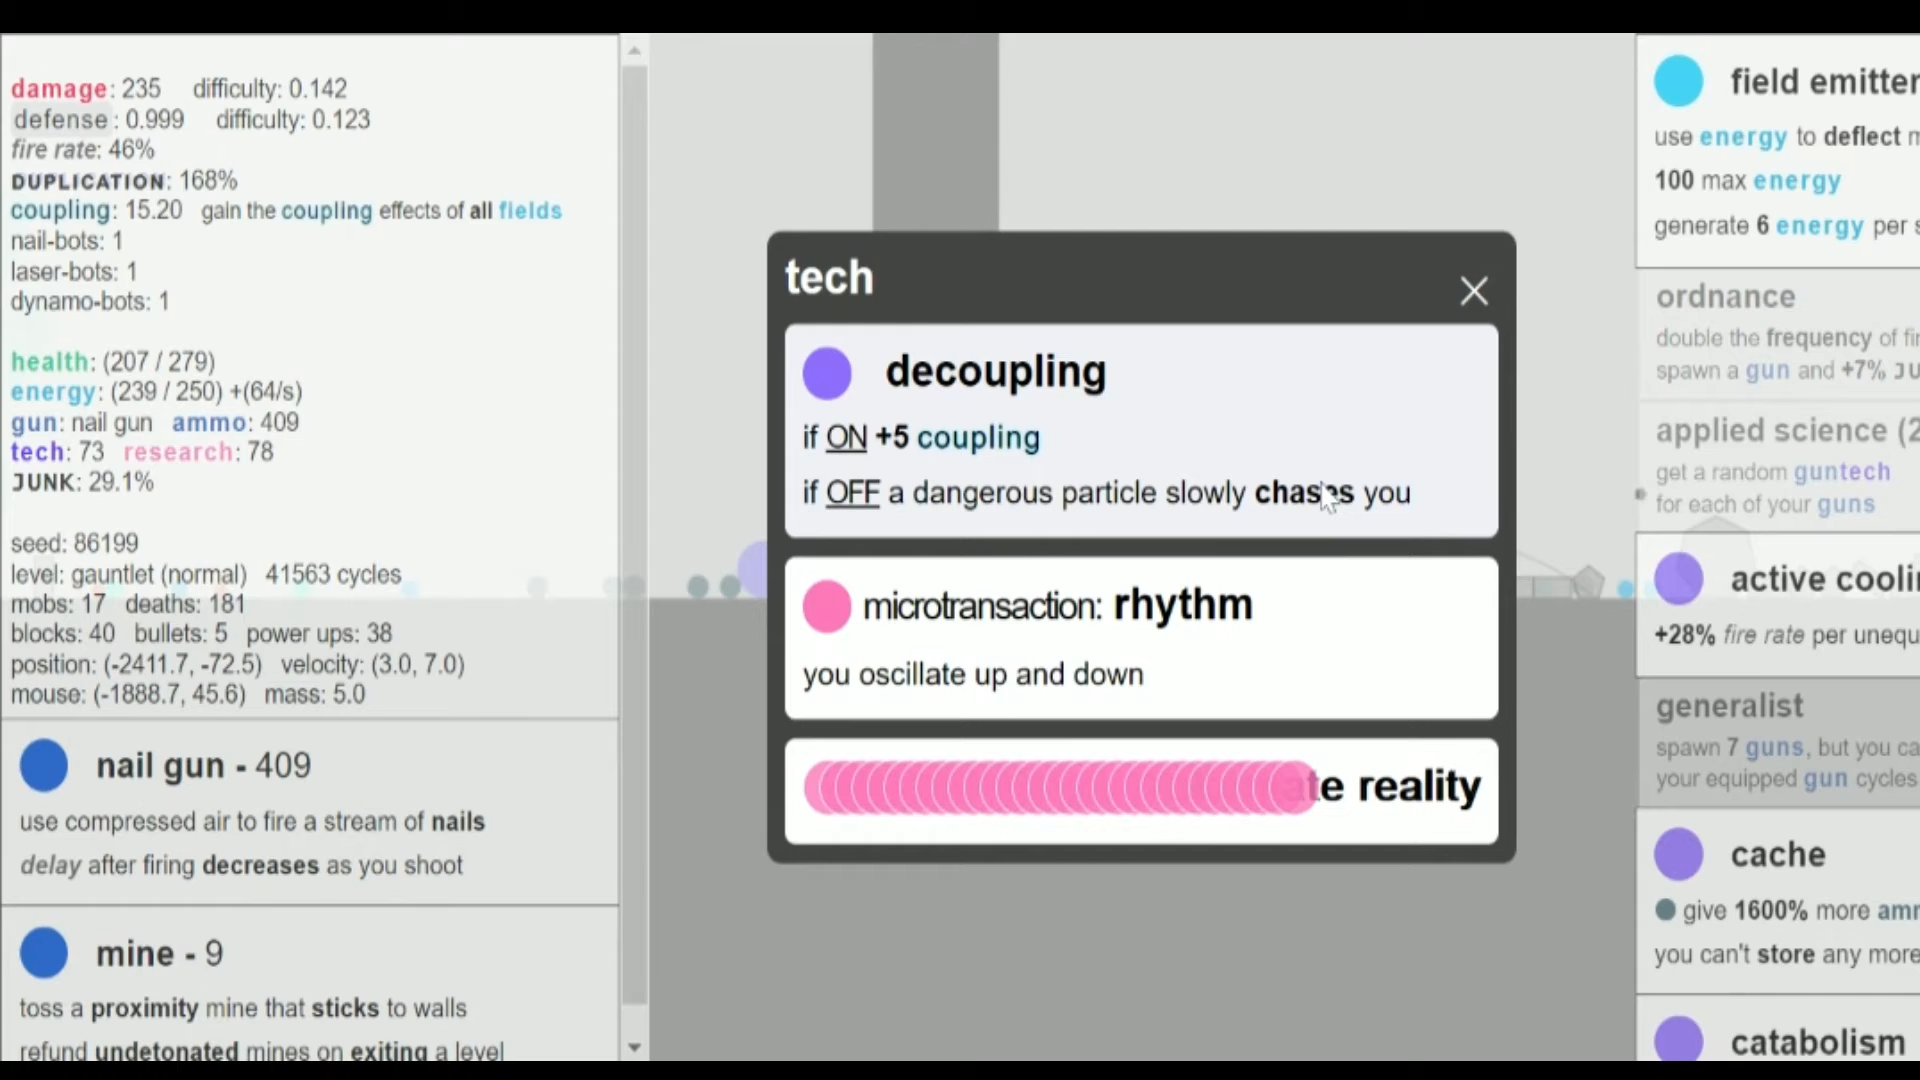 damage: 235 difficulty: 0.142
defense: 0.999 difficulty: 0.123
fire rate: 46%
DUPLICATION: 168%
coupling: 15.20 gain the coupling effects of all fields
nail-bots: 1
laser-bots: 1
dynamo-bots: 1
health: (207 / 279)
energy: (239 / 250) +(64/s)
gun: nail gun ammo: 409
tech: 73 research: 78
JUNK: 29.1%
seed: 86199
level: gauntlet (normal) 41563 cycles
mobs: 17 deaths: 181
blocks: 40 bullets: 5 power ups: 38
position: (-2411.7, -72.5) velocity: (3.0, 7.0)
mouse: (-1888.7, 45.6) mass: 5.0
nail gun - 409
use compressed air to fire a stream of nails
delay after firing decreases as you shoot
mine - 9
toss a proximity mine that sticks to walls
refund undetonated mines on exiting a level
tech
decoupling
if ON +5 coupling
if OFF a dangerous particle slowly chases you
microtransaction: rhythm
you oscillate up and down
reality
field emitter
use energy to deflect
100 max energy
generate 6 energy per
ordnance
double the frequency of
spawn a gun and +7%
applied science
get a random guntech
for each of your guns
active
+28% fire rate per
generalist
spawn 7 guns, but you
your equipped gun cycles
cache
give 1600% more
you can't store any more
catabolism